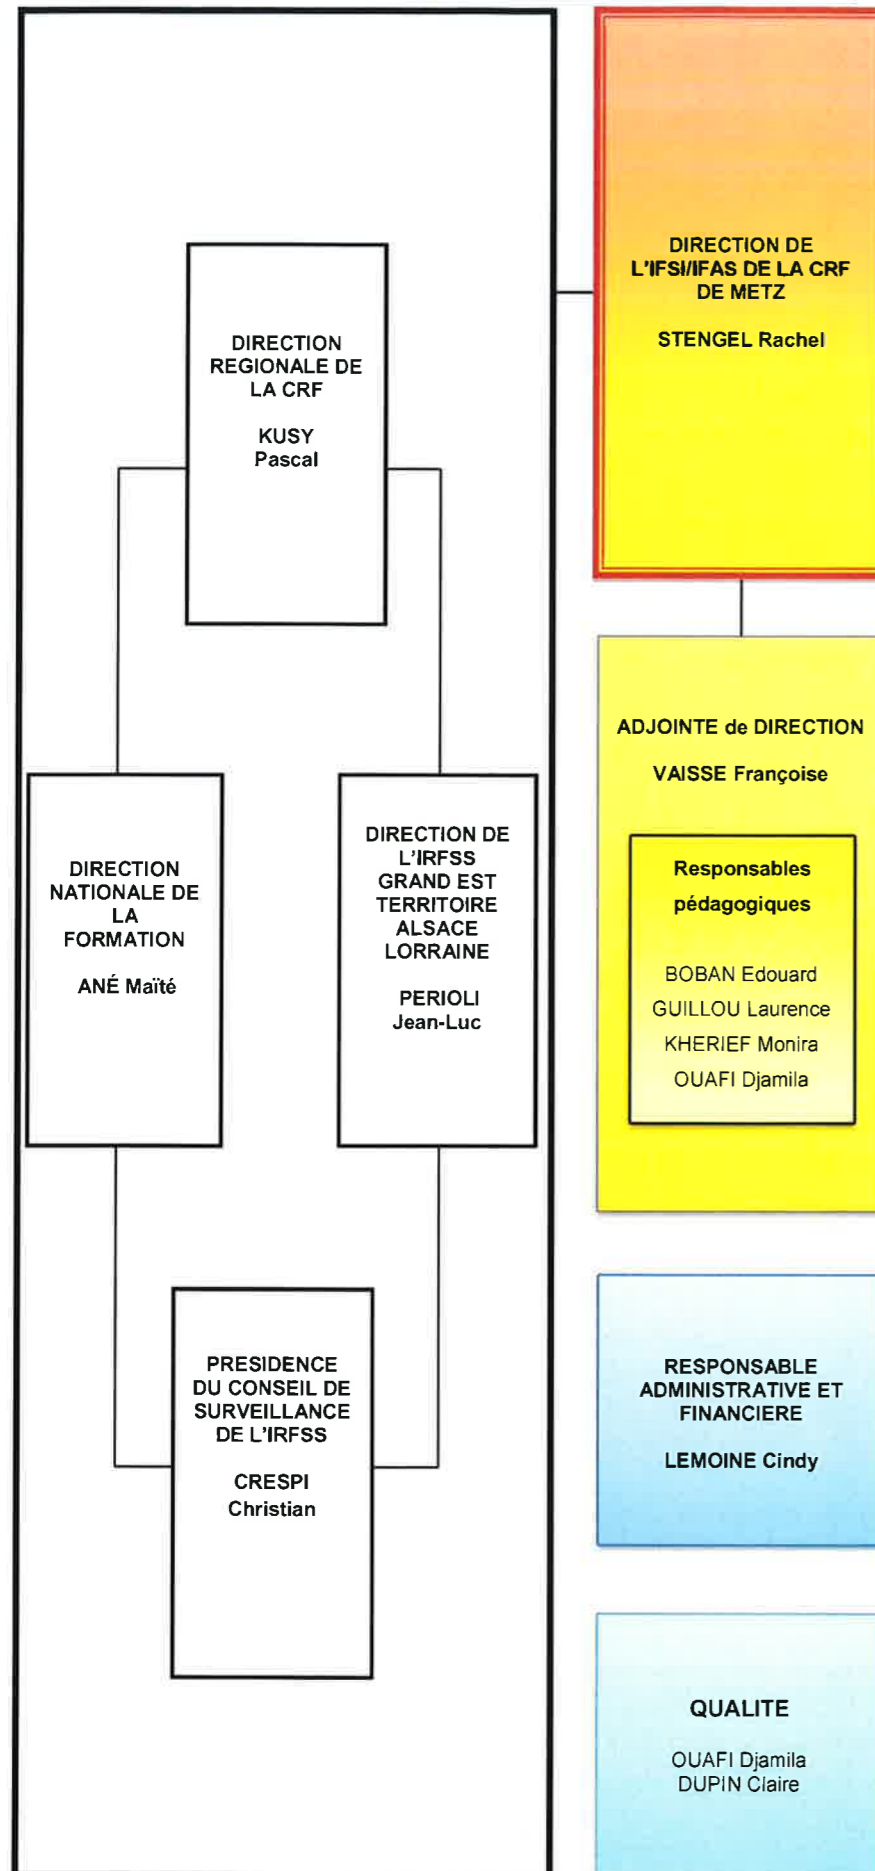 DIRECTION
REGIONALE DE
LA CRF
KUSY
Pascal
DIRECTION
NATIONALE DE
LA
FORMATION
ANÉ Maïté
DIRECTION DE
L'IRFSS
GRAND EST
TERRITOIRE
ALSACE
LORRAINE
PERIOLI
Jean-Luc
PRESIDENCE
DU CONSEIL DE
SURVEILLANCE
DE L'IRFSS
CRESPI
Christian
DIRECTION DE
L'IFSI/IFAS DE LA CRF
DE METZ
STENGEL Rachel
ADJOINTE de DIRECTION
VAISSE Françoise
Responsables
pédagogiques
BOBAN Edouard
GUILLOU Laurence
KHERIEF Monira
OUAFI Djamila
RESPONSABLE
ADMINISTRATIVE ET
FINANCIERE
LEMOINE Cindy
QUALITE
OUAFI Djamila
DUPIN Claire